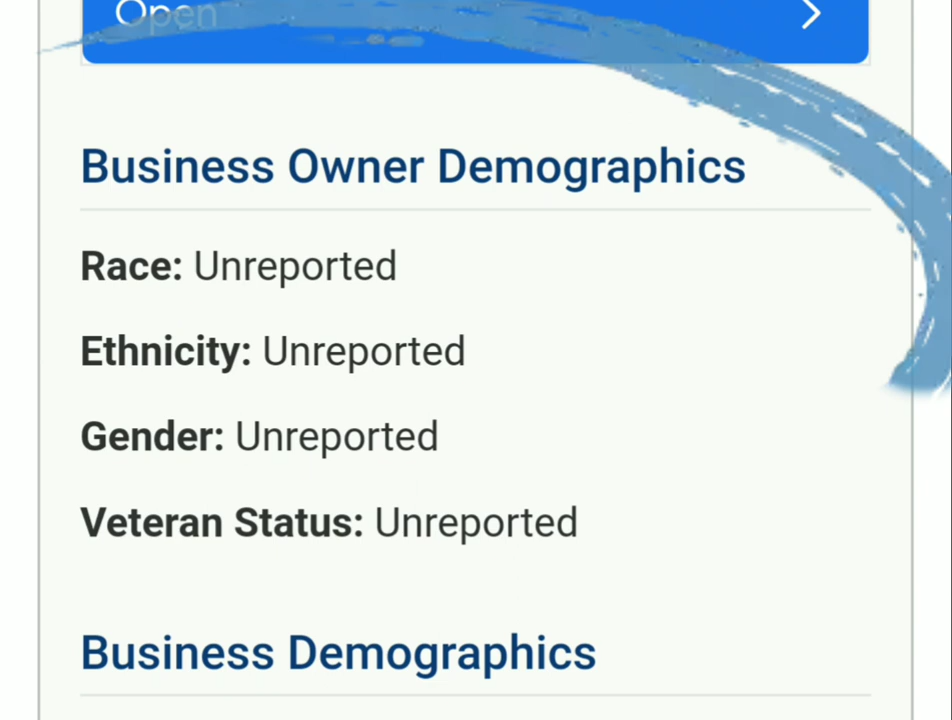 Open
Business Owner Demographics
Race: Unreported
Ethnicity: Unreported
Gender: Unreported
Veteran Status: Unreported
Business Demographics